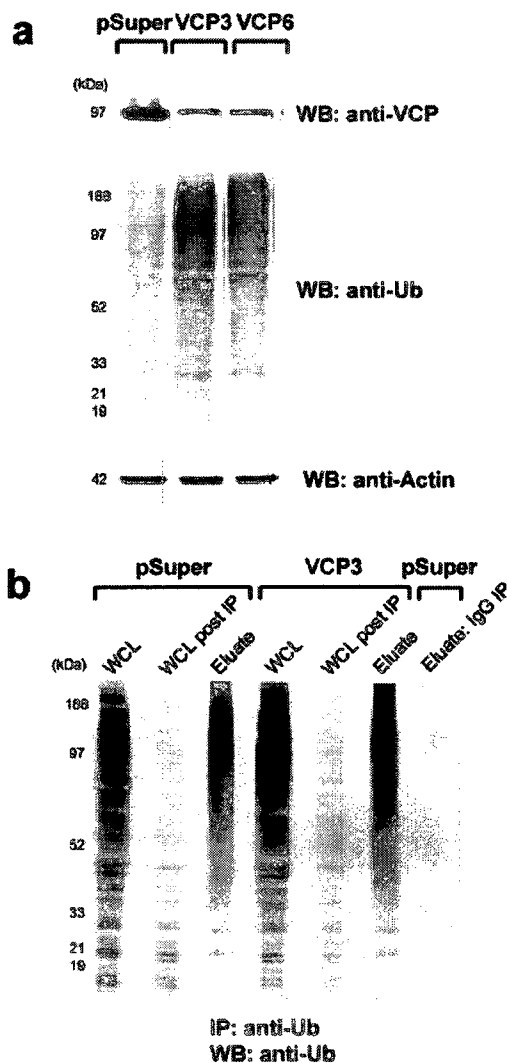 a
pSuper VCP3 VCP6
(kDa)
97
WB: anti-VCP
188
97
52
33
21
19
WB: anti-Ub
42
WB: anti-Actin
b
pSuper VCP3 pSuper
WCL WCL post IP Eluate WCL WCL post IP Eluate Eluate: IgG IP
(kDa)
188
97
52
33
21
19
IP: anti-Ub
WB: anti-Ub